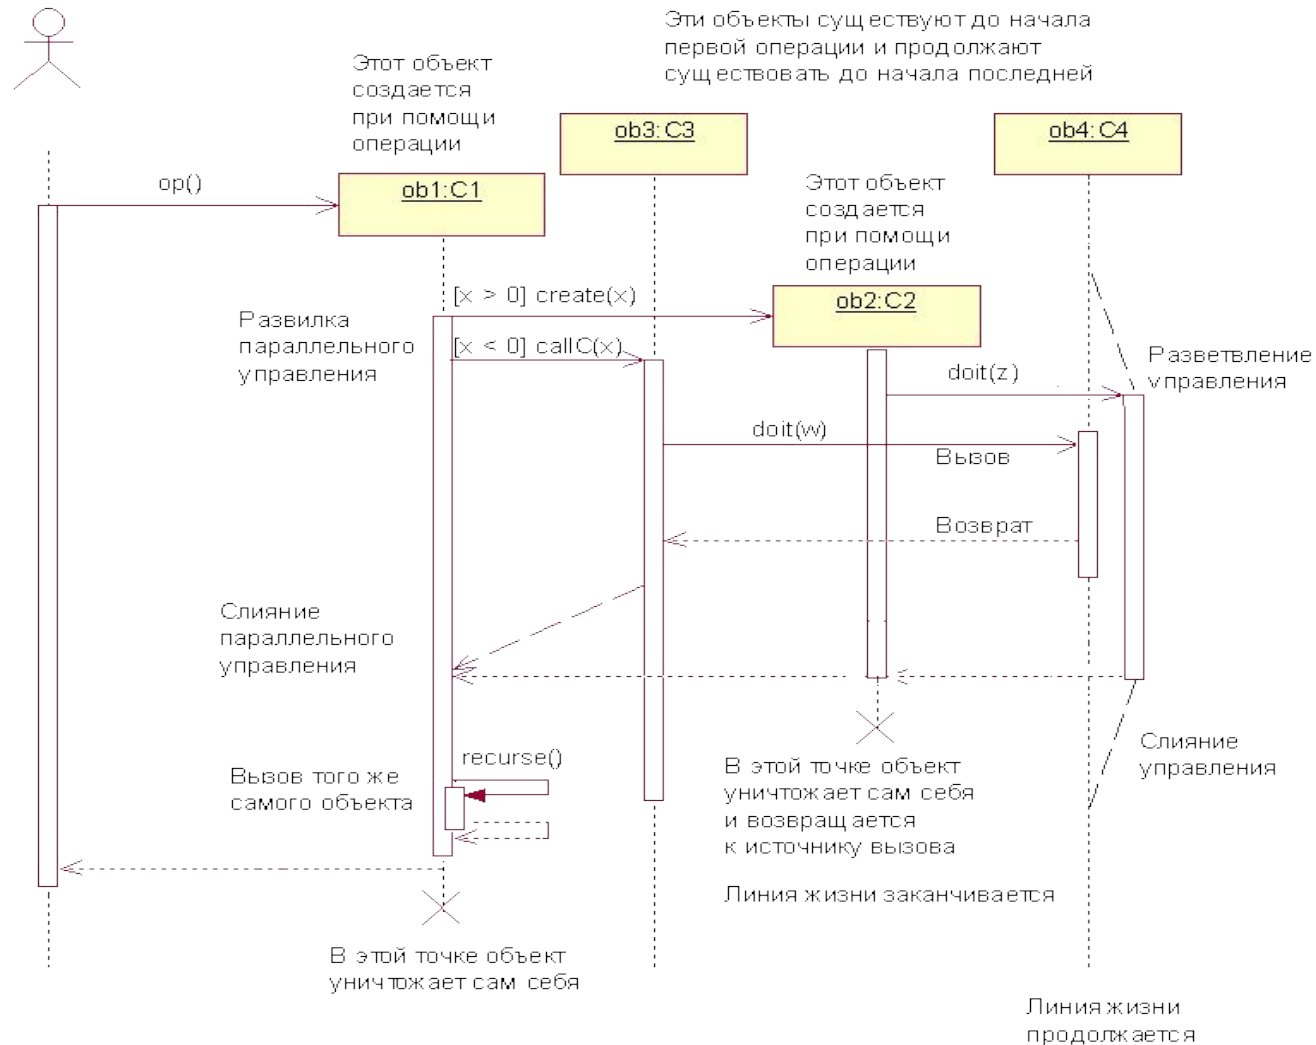 Эти объекты существуют до начала
первой операции и продолжают
существовать до начала последней
Этот объект
создается
при помощи
операции
ob3:C3
ob4:C4
op()
ob1:C1
Этот объект
создается
при помощи
операции
[x > 0] create(x)
ob2:C2
Развилка
параллельного
управления
[x < 0] callC(x)
doit(z)
Разветвление
управления
doit(w)
Вызов
Возврат
Слияние
параллельного
управления
recurse()
Вызов того же
самого объекта
В этой точке объект
уничтожает сам себя
и возвращается
к источнику вызова
Слияние
управления
Линия жизни заканчивается
В этой точке объект
уничтожает сам себя
Линия жизни
продолжается